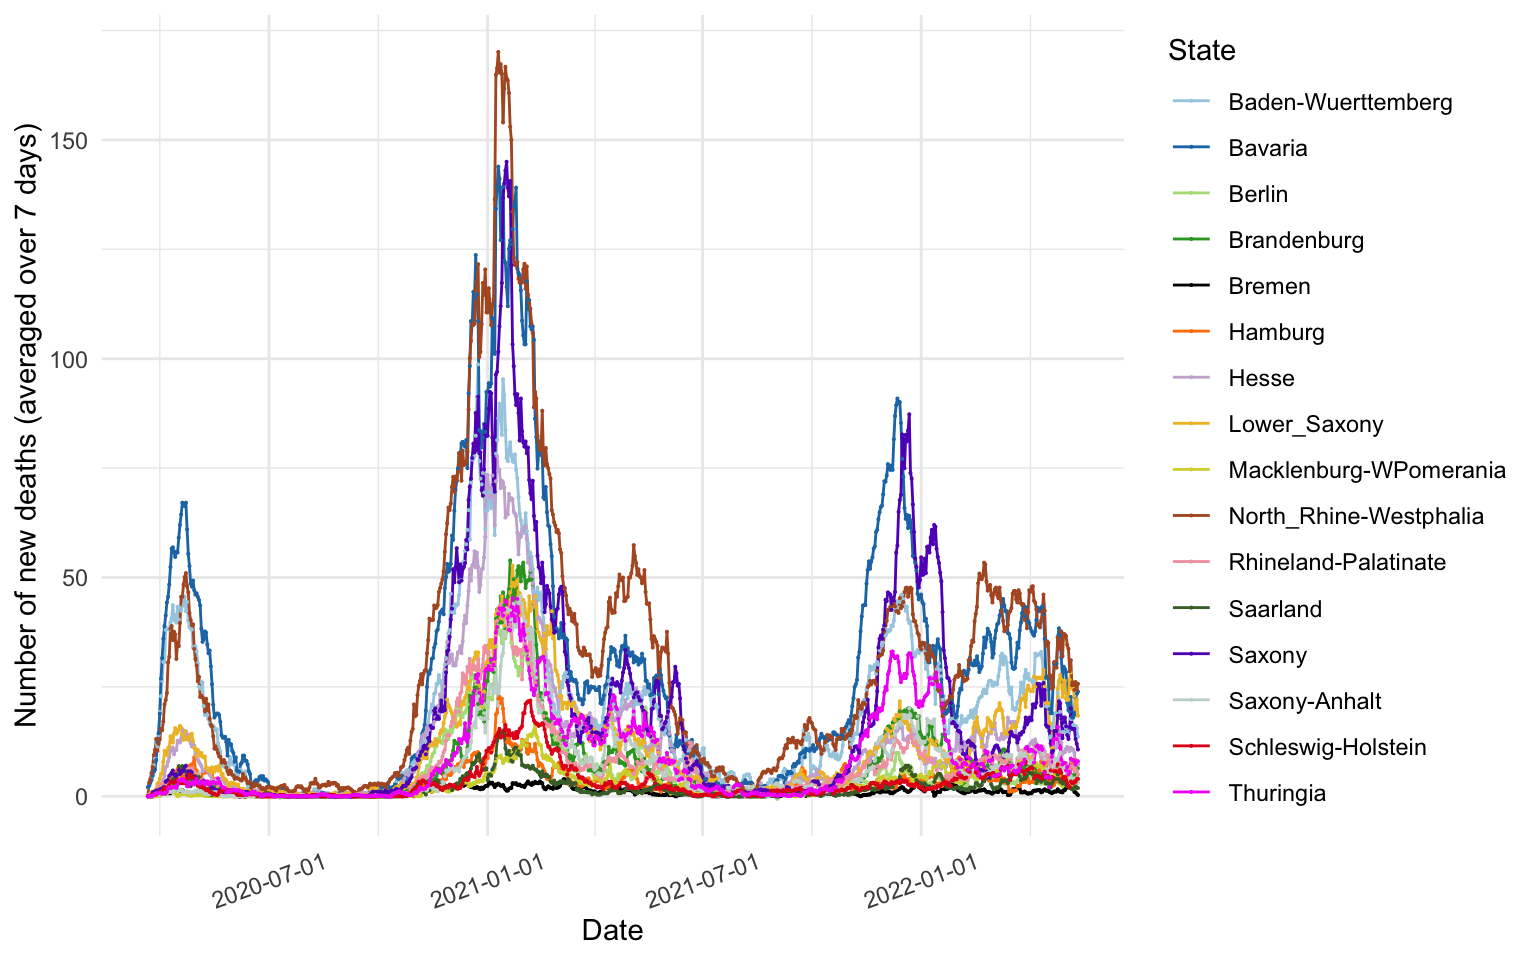 Number of new deaths (averaged over 7 days)
150
100
50
0
2020-07-01
2021-01-01
2021-07-01
2022-01-01
Date
State
Baden-Wuerttemberg
Bavaria
Berlin
Brandenburg
Bremen
Hamburg
Hesse
Lower_Saxony
Macklenburg-WPomerania
North_Rhine-Westphalia
Rhineland-Palatinate
Saarland
Saxony
Saxony-Anhalt
Schleswig-Holstein
Thuringia